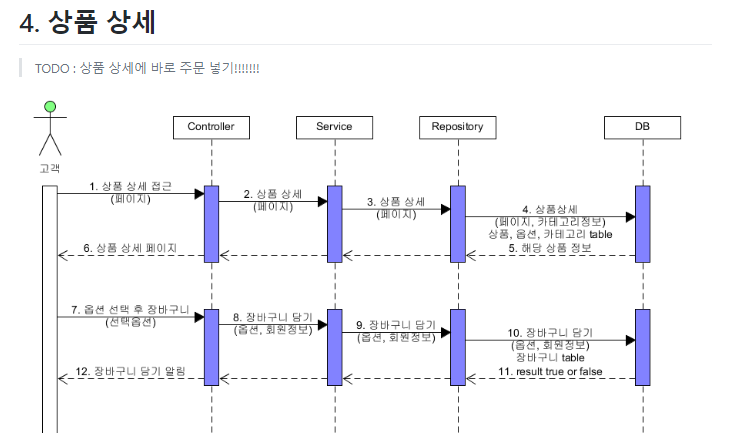 4. 상품 상세
TODO : 상품 상세에 바로 주문 넣기!!!!!!!
Controller
Service
Repository
DB
고객
1. 상품 상세 접근
(페이지)
2. 상품 상세
(페이지)
3. 상품 상세
(페이지)
4. 상품상세
(페이지, 카테고리정보)
상품, 옵션, 카테고리 table
5. 해당 상품 정보
6. 상품 상세 페이지
7. 옵션 선택 후 장바구니
(선택옵션)
8. 장바구니 담기
(옵션, 회원정보)
9. 장바구니 담기
(옵션, 회원정보)
10. 장바구니 담기
(옵션, 회원정보)
장바구니 table
11. result true or false
12. 장바구니 담기 알림